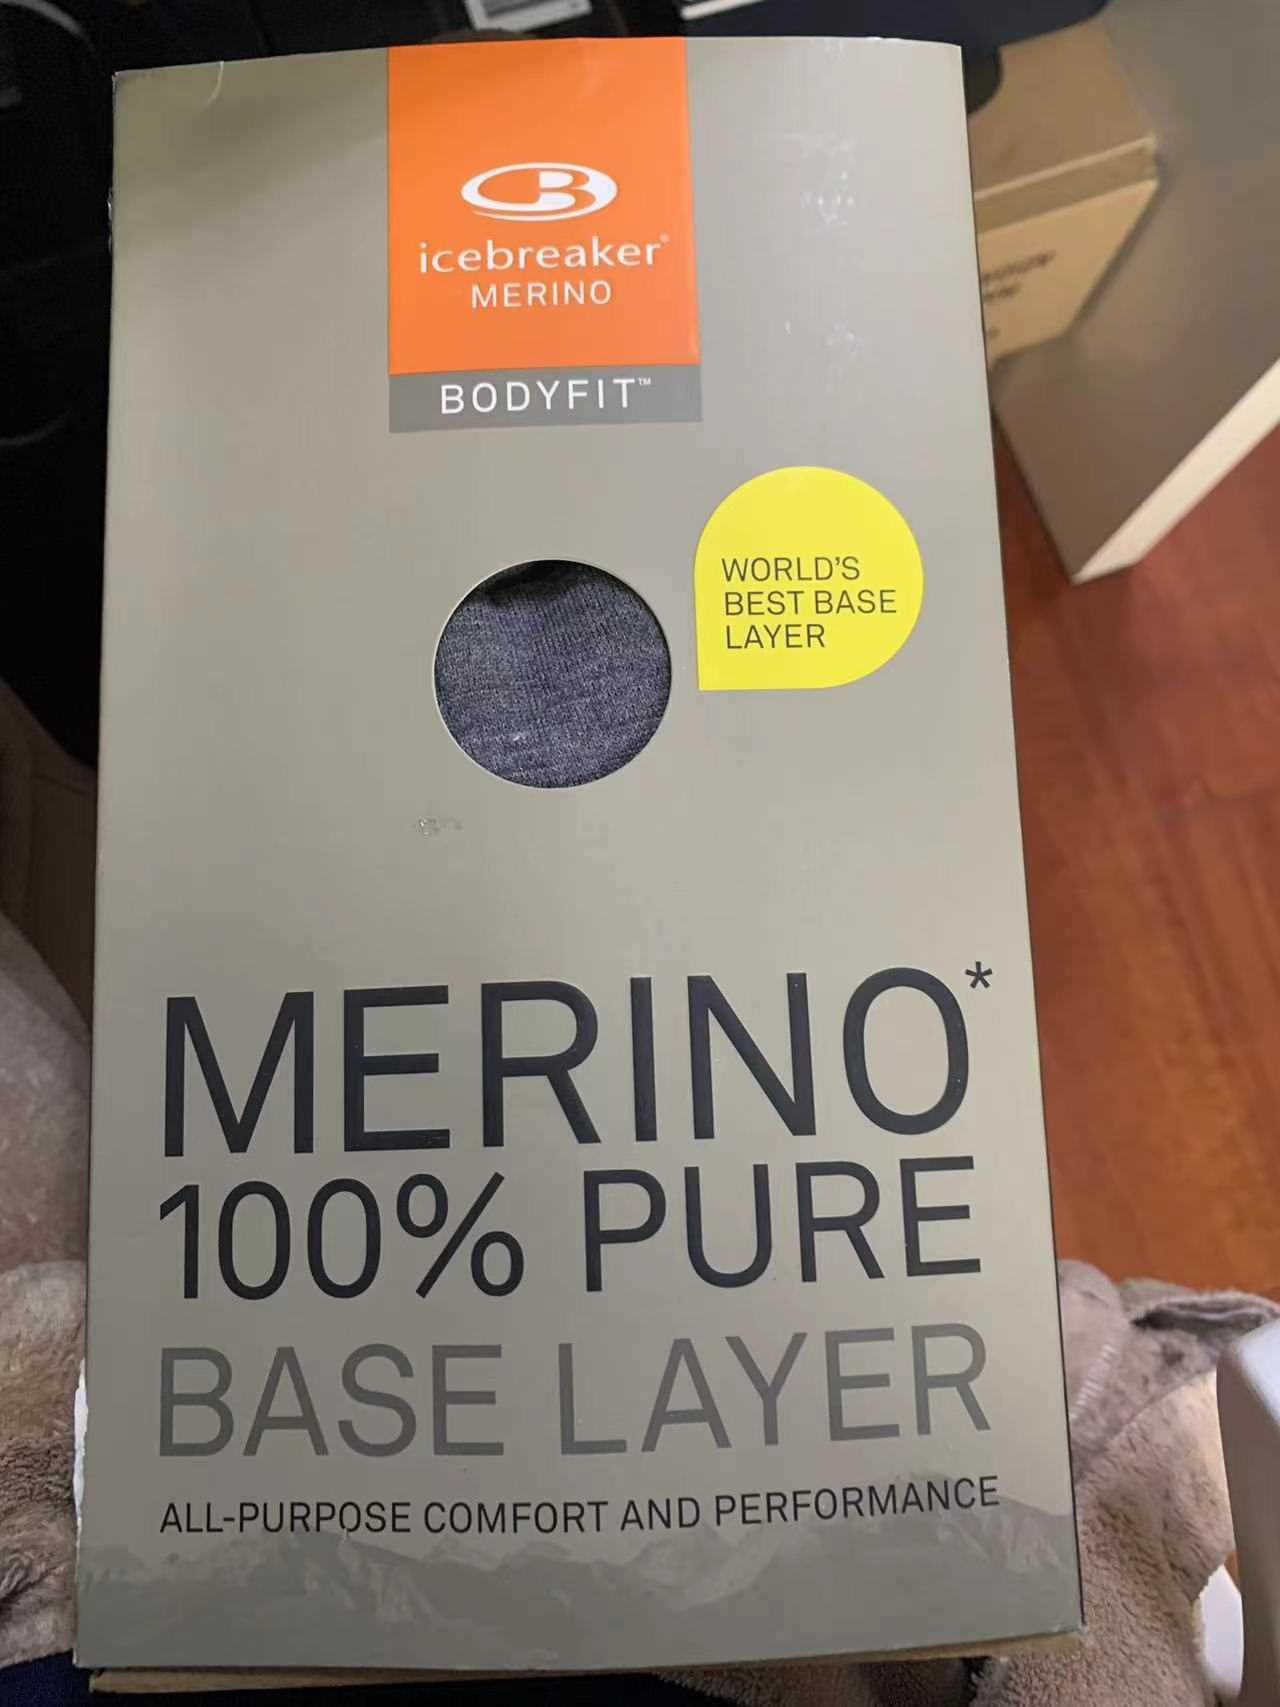 icebreaker®
MERINO
BODYFIT™
WORLD'S
BEST BASE
LAYER
MERINO*
100% PURE
BASE LAYER
ALL-PURPOSE COMFORT AND PERFORMANCE